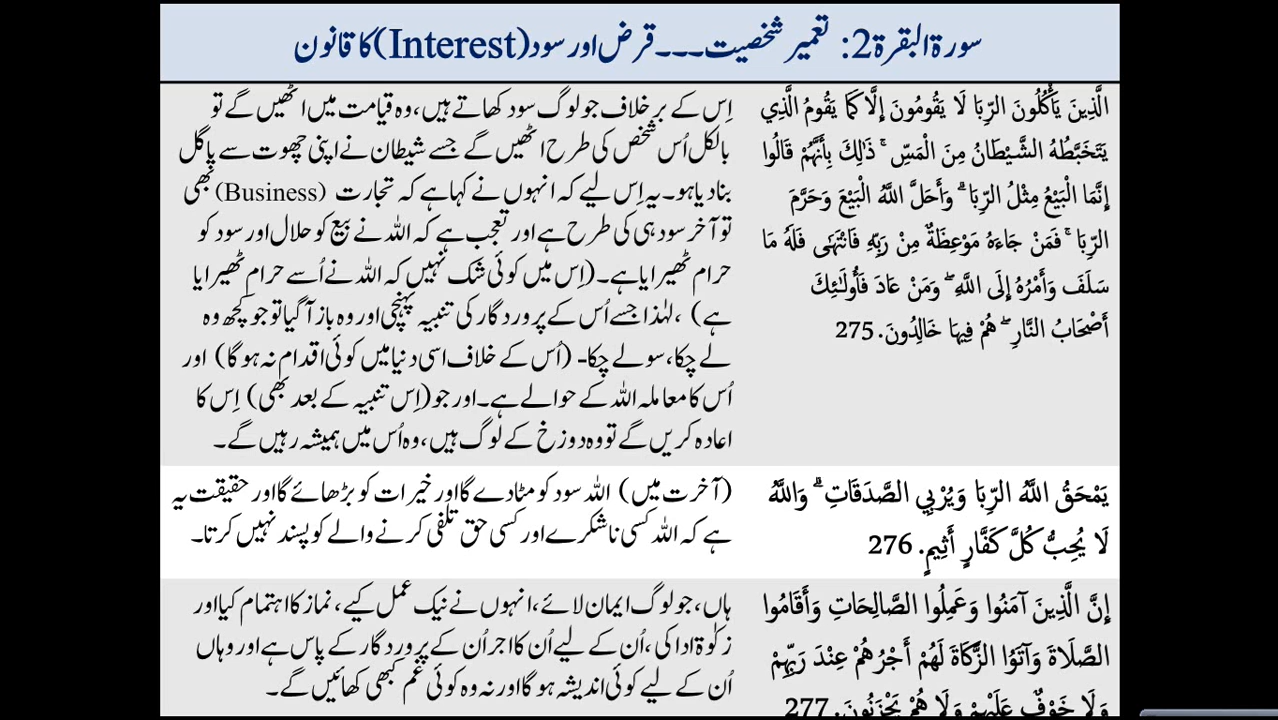 سورۃ البقرۃ 2: تعمیر شخصیت۔۔۔قرض اور سود (Interest) کا قانون
الَّذِينَ يَأْكُلُونَ الرِّبَا لَا يَقُومُونَ إِلَّا كَمَا يَقُومُ الَّذِي
يَتَخَبَّطُهُ الشَّيْطَانُ مِنَ الْمَسِّ ۚ ذَٰلِكَ بِأَنَّهُمْ قَالُوا
إِنَّمَا الْبَيْعُ مِثْلُ الرِّبَا ۗ وَأَحَلَّ اللَّهُ الْبَيْعَ وَحَرَّمَ
الرِّبَا ۚ فَمَنْ جَاءَهُ مَوْعِظَةٌ مِنْ رَبِّهِ فَانْتَهَىٰ فَلَهُ مَا
سَلَفَ وَأَمْرُهُ إِلَى اللَّهِ ۖ وَمَنْ عَادَ فَأُولَٰئِكَ
أَصْحَابُ النَّارِ ۖ هُمْ فِيهَا خَالِدُونَ. 275
اِس کے برخلاف جو لوگ سود کھاتے ہیں، وہ قیامت میں اٹھیں گے تو
بالکل اُس شخص کی طرح اٹھیں گے جسے شیطان نے اپنی چھوت سے پاگل
بنا دیا ہو۔ یہ اِس لیے کہ انہوں نے کہا ہے کہ تجارت (Business) بھی
تو آخر سود ہی کی طرح ہے اور تعجب ہے کہ اللہ نے بیع کو حلال اور سود کو
حرام ٹھیرایا ہے۔ (اِس میں کوئی شک نہیں کہ اللہ نے اُسے حرام ٹھیرایا
ہے) ، لہٰذا جسے اُس کے پروردگار کی تنبیہ پہنچی اور وہ باز آ گیا تو جو کچھ وہ
لے چکا، سو لے چکا۔ (اُس کے خلاف اسی دنیا میں کوئی اقدام نہ ہو گا) اور
اُس کا معاملہ اللہ کے حوالے ہے۔ اور جو (اِس تنبیہ کے بعد بھی) اِس کا
اعادہ کریں گے تو وہ دوزخ کے لوگ ہیں، وہ اُس میں ہمیشہ رہیں گے۔
يَمْحَقُ اللَّهُ الرِّبَا وَيُرْبِي الصَّدَقَاتِ ۗ وَاللَّهُ
لَا يُحِبُّ كُلَّ كَفَّارٍ أَثِيمٍ. 276
(آخرت میں) اللہ سود کو مٹا دے گا اور خیرات کو بڑھائے گا اور حقیقت یہ
ہے کہ اللہ کسی ناشکرے اور کسی حق تلفی کرنے والے کو پسند نہیں کرتا۔
إِنَّ الَّذِينَ آمَنُوا وَعَمِلُوا الصَّالِحَاتِ وَأَقَامُوا
الصَّلَاةَ وَآتَوُا الزَّكَاةَ لَهُمْ أَجْرُهُمْ عِنْدَ رَبِّهِمْ
وَلَا خَوْفٌ عَلَيْهِمْ وَلَا هُمْ يَحْزَنُونَ. 277
ہاں، جو لوگ ایمان لائے، انہوں نے نیک عمل کیے، نماز کا اہتمام کیا اور
زکوٰۃ ادا کی، اُن کے لیے اُن کا اجر اُن کے پروردگار کے پاس ہے اور وہاں
اُن کے لیے کوئی اندیشہ ہو گا اور نہ وہ کوئی غم کبھی کھائیں گے۔